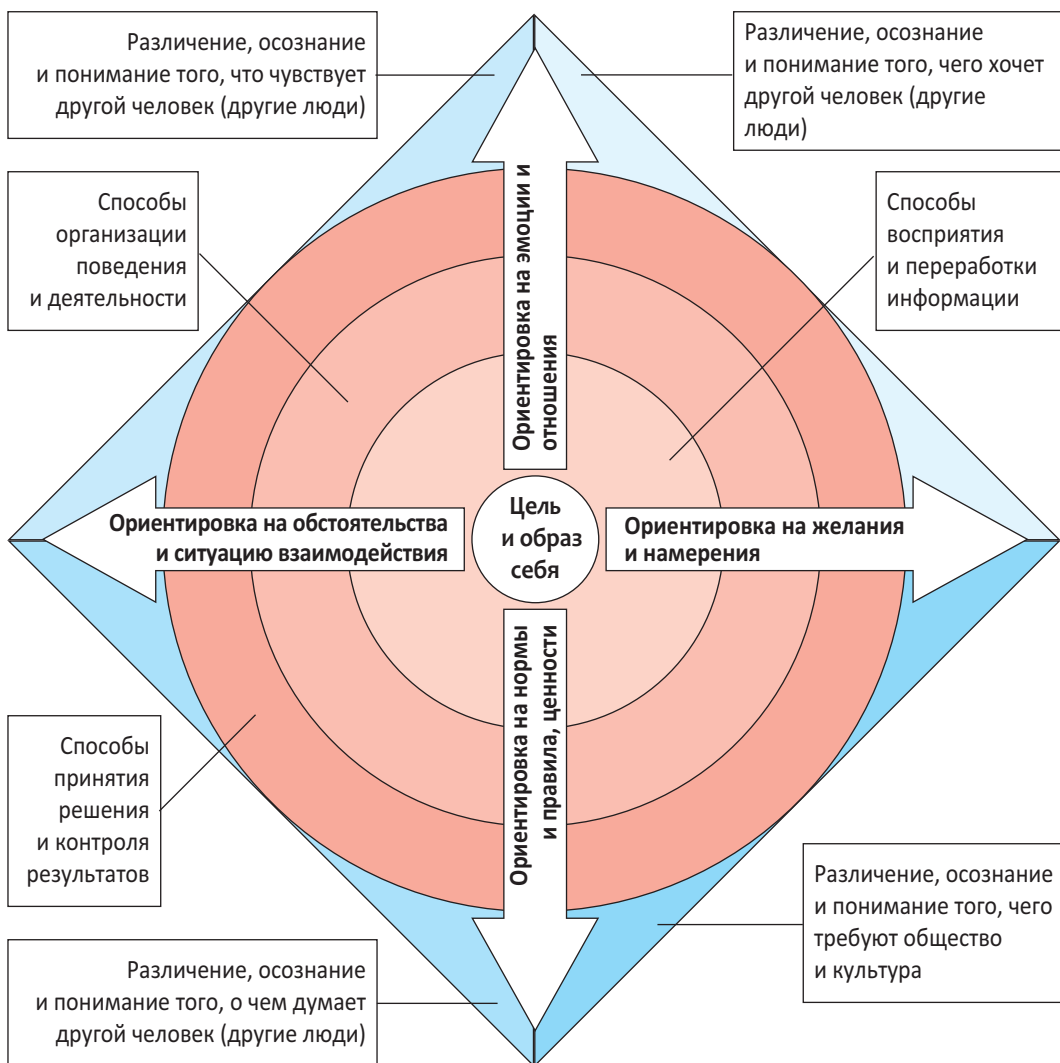 Различение, осознание
и понимание того, что чувствует
другой человек (другие люди)
Различение, осознание
и понимание того, чего хочет
другой человек (другие
люди)
Способы
организации
поведения
и деятельности
Способы
восприятия
и переработки
информации
Ориентировка на эмоции и
отношения
Ориентировка на обстоятельства
и ситуацию взаимодействия
Цель
и образ
себя
Ориентировка на желания
и намерения
Ориентировка на нормы
и правила, ценности
Способы
принятия
решения
и контроля
результатов
Различение, осознание
и понимание того, чего
требуют общество
и культура
Различение, осознание
и понимание того, о чем думает
другой человек (другие люди)